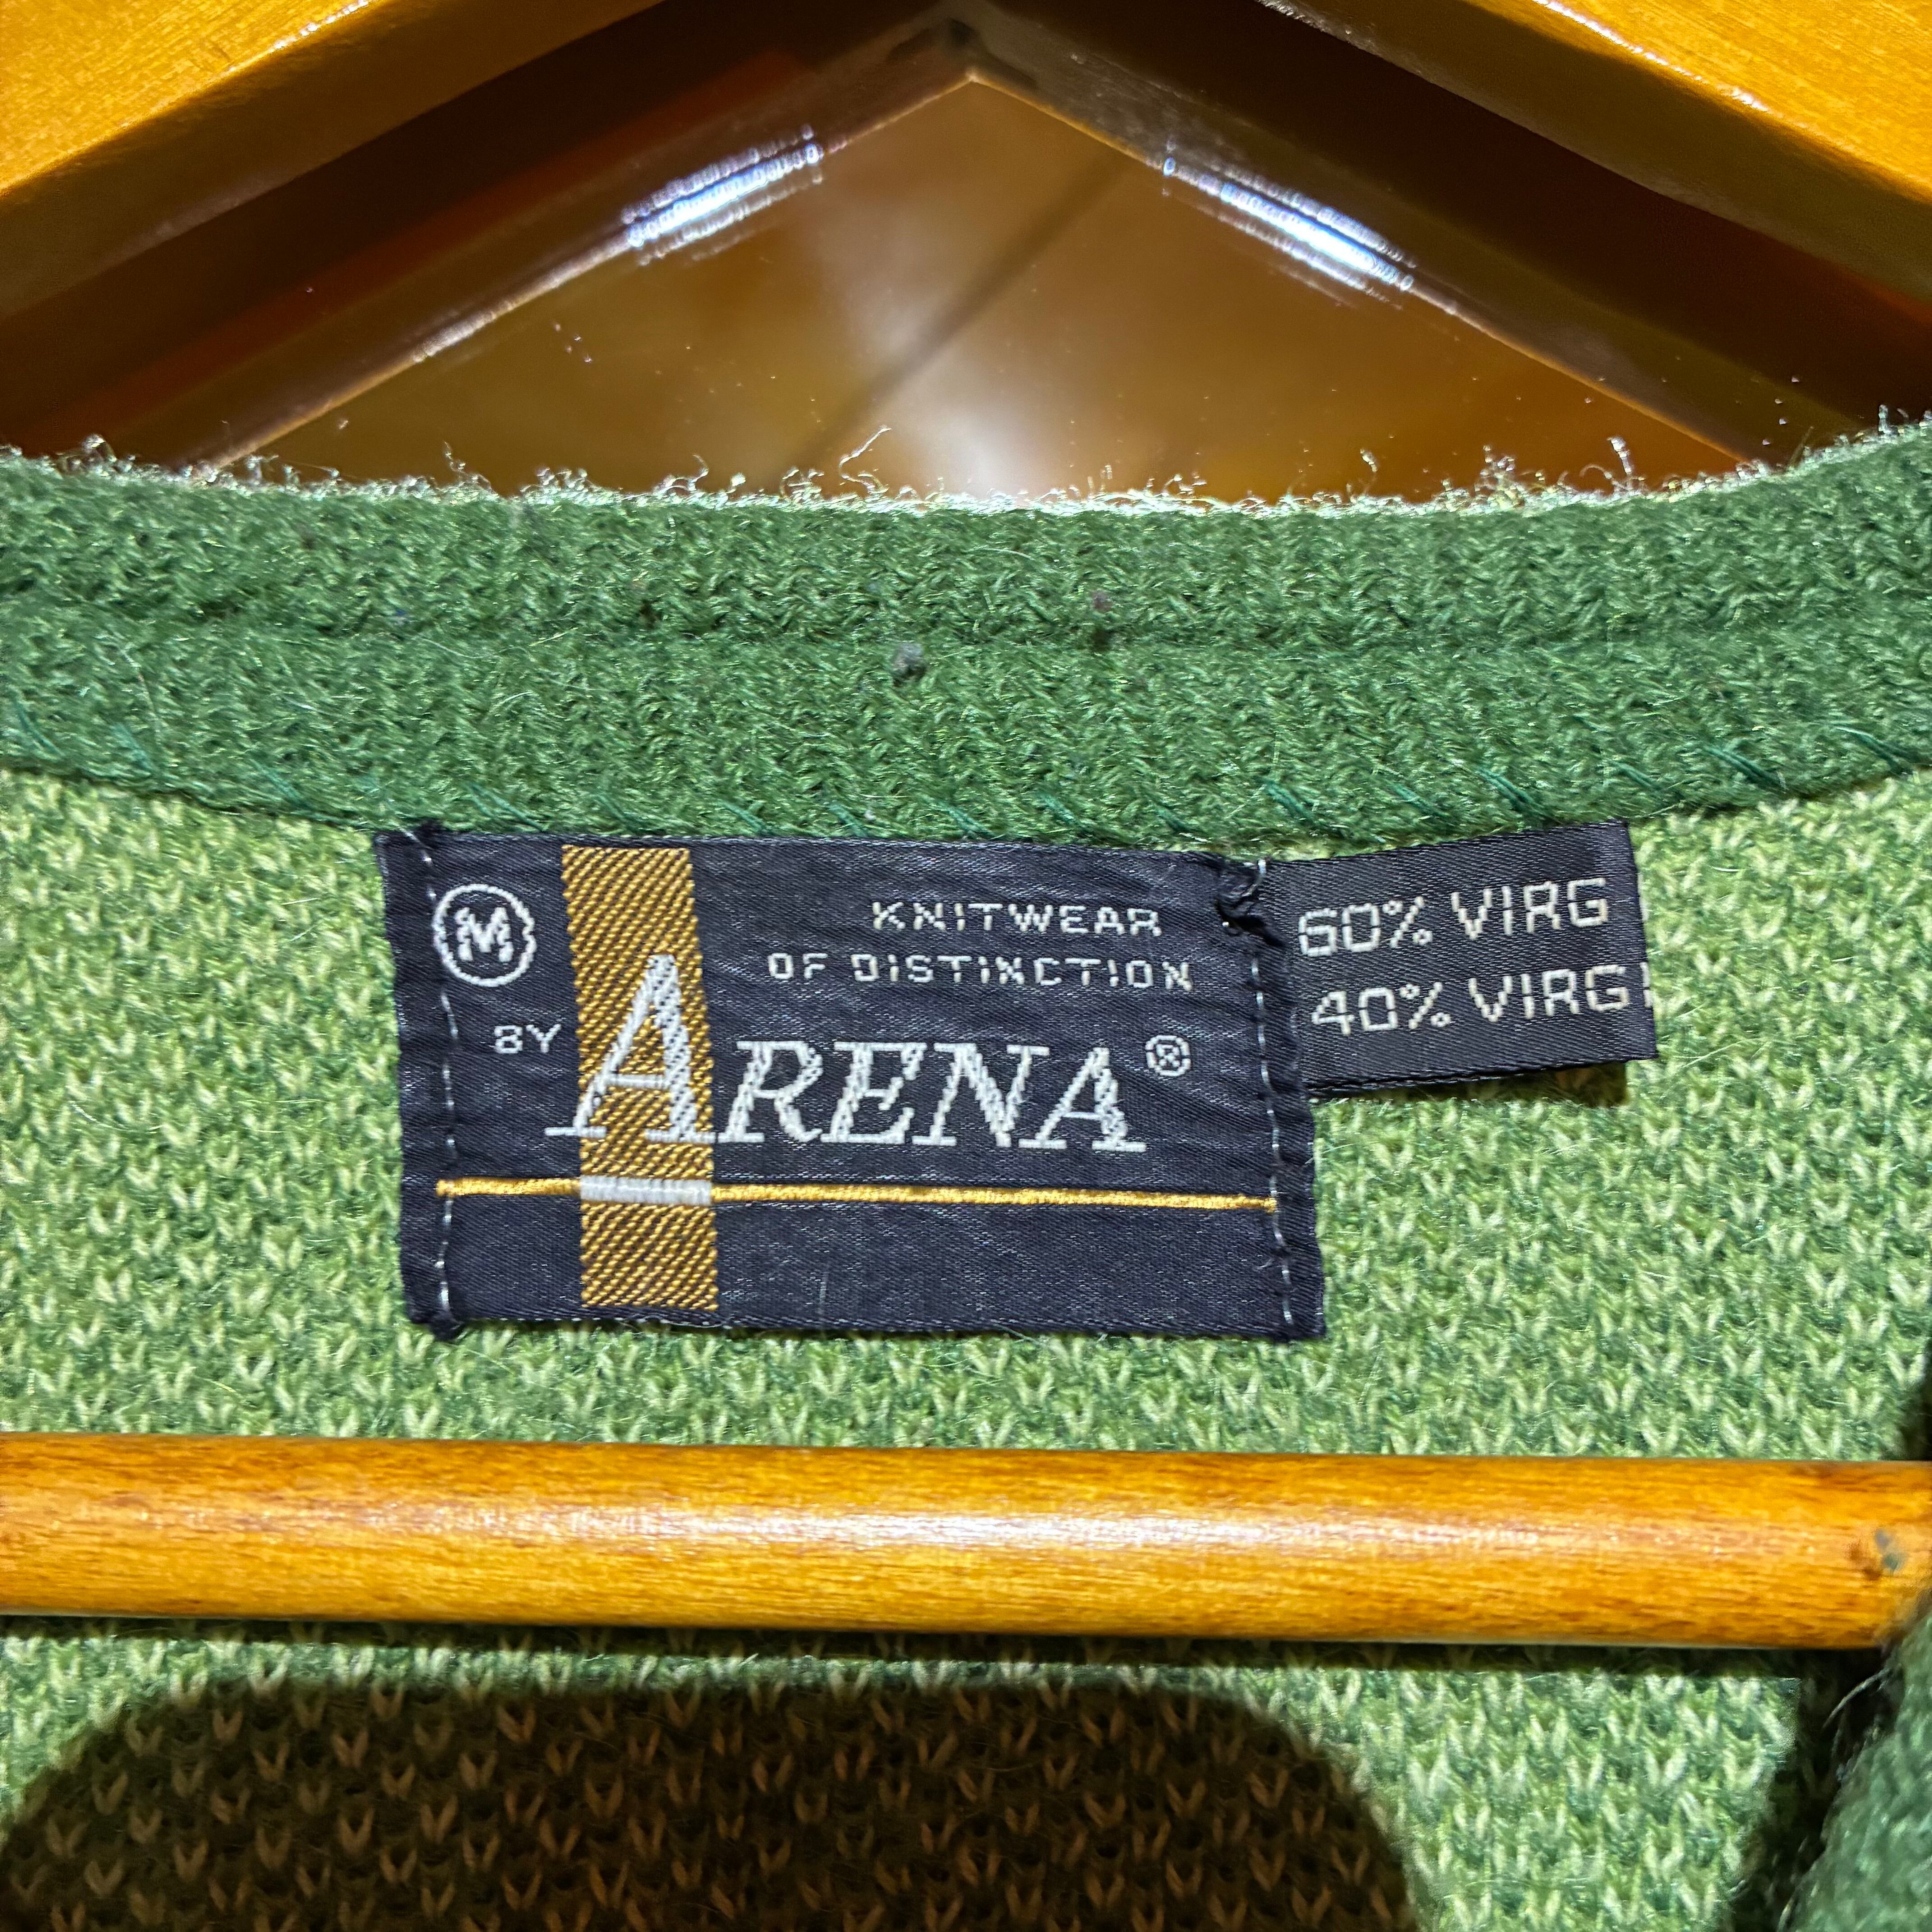 M
KNITWEAR
OF DISTINCTION
BY ARENA®
60% VIRG
40% VIRG